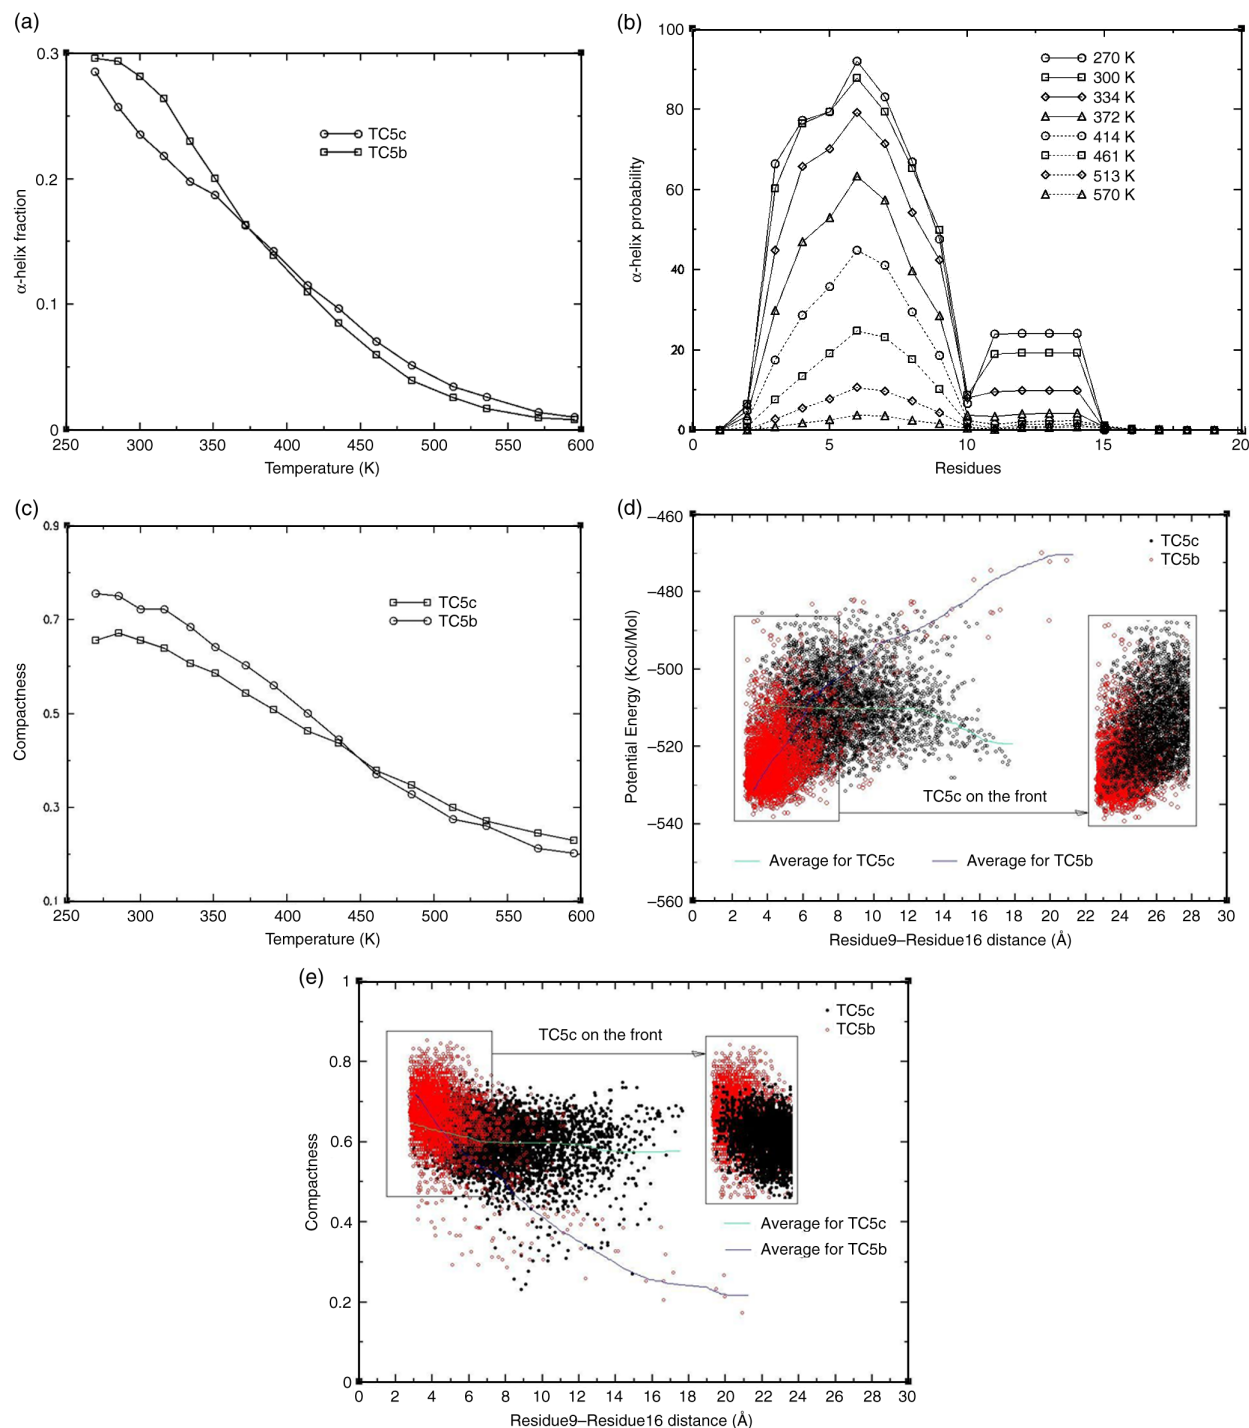 (a)
0.3
0.2
0.1
0
α-helix fraction
TC5c
TC5b
250 300 350 400 450 500 550 600
Temperature (K)
(b)
100
80
60
40
20
0
α-helix probability
270 K
300 K
334 K
372 K
414 K
461 K
513 K
570 K
0 5 10 15 20
Residues
(c)
0.9
0.7
0.5
0.3
0.1
Compactness
TC5c
TC5b
250 300 350 400 450 500 550 600
Temperature (K)
(d)
−460
−480
−500
−520
−540
−560
Potential Energy (Kcol/Mol)
TC5c
TC5b
TC5c on the front
Average for TC5c
Average for TC5b
0 2 4 6 8 10 12 14 16 18 20 22 24 26 28 30
Residue9–Residue16 distance (Å)
(e)
1
0.8
0.6
0.4
0.2
0
Compactness
TC5c
TC5b
TC5c on the front
Average for TC5c
Average for TC5b
0 2 4 6 8 10 12 14 16 18 20 22 24 26 28 30
Residue9–Residue16 distance (Å)